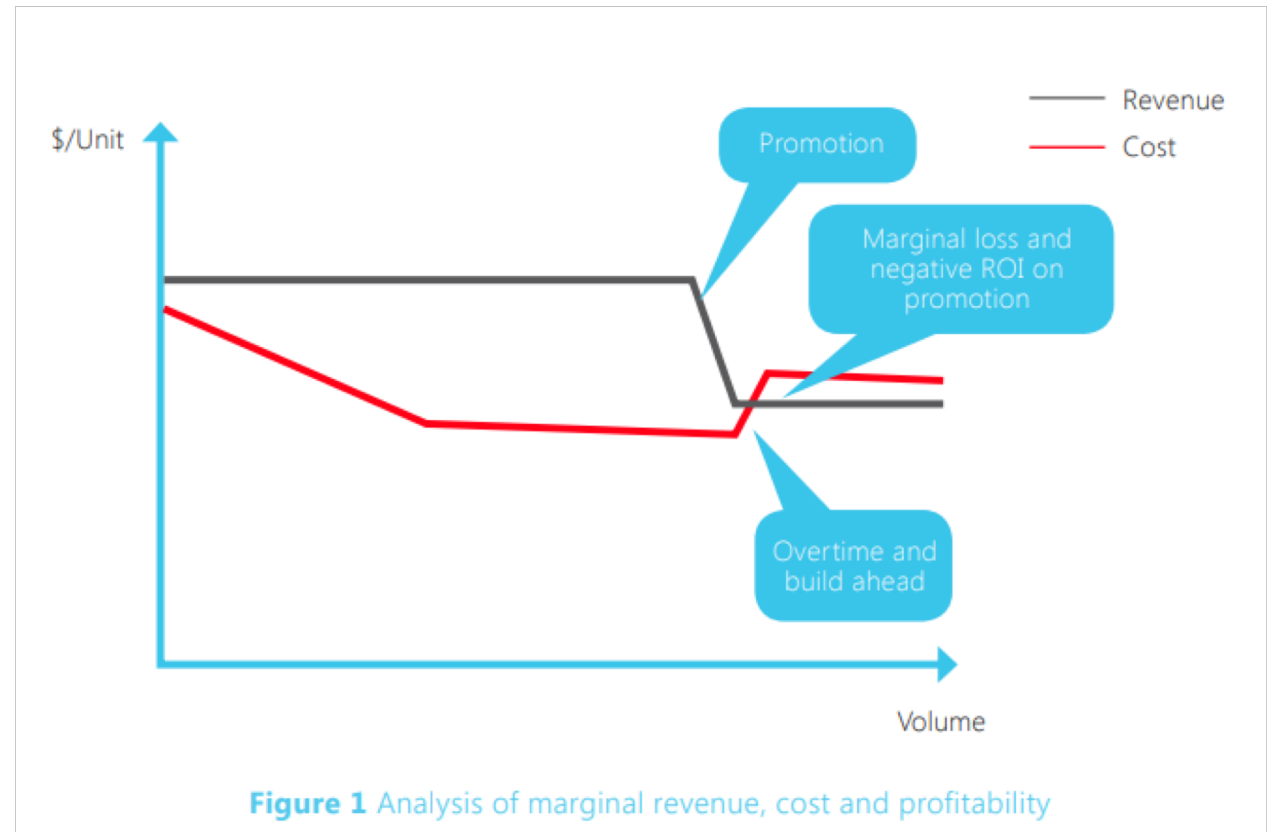 $/Unit
Revenue
Cost
Promotion
Marginal loss and
negative ROI on
promotion
Overtime and
build ahead
Volume
Figure 1 Analysis of marginal revenue, cost and profitability